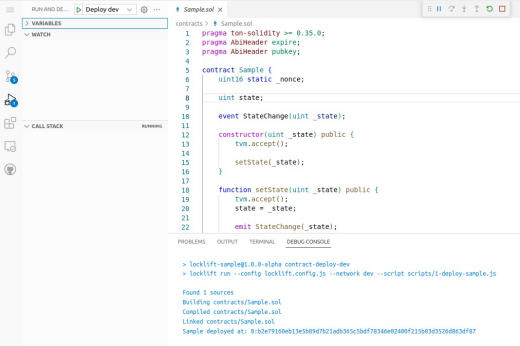 RUN AND DE...
Deploy dev
Sample.sol
VARIABLES
WATCH
CALL STACK
RUNNING
contracts > Sample.sol
1 pragma ton-solidity >= 0.35.0;
2 pragma AbiHeader expire;
3 pragma AbiHeader pubkey;
4
5 contract Sample {
6 uint16 static _nonce;
7
8 uint state;
9
10 event StateChange(uint _state);
11
12 constructor(uint _state) public {
13 tvm.accept();
14
15 setState(_state);
16 }
17
18 function setState(uint _state) public {
19 tvm.accept();
20 state = _state;
21
22 emit StateChange(_state);
PROBLEMS OUTPUT TERMINAL DEBUG CONSOLE
> locklift-sample@1.0.0-alpha contract-deploy-dev
> locklift run --config locklift.config.js --network dev --script scripts/1-deploy-sample.js
Found 1 sources
Building contracts/Sample.sol
Compiled contracts/Sample.sol
Linked contracts/Sample.sol
Sample deployed at: